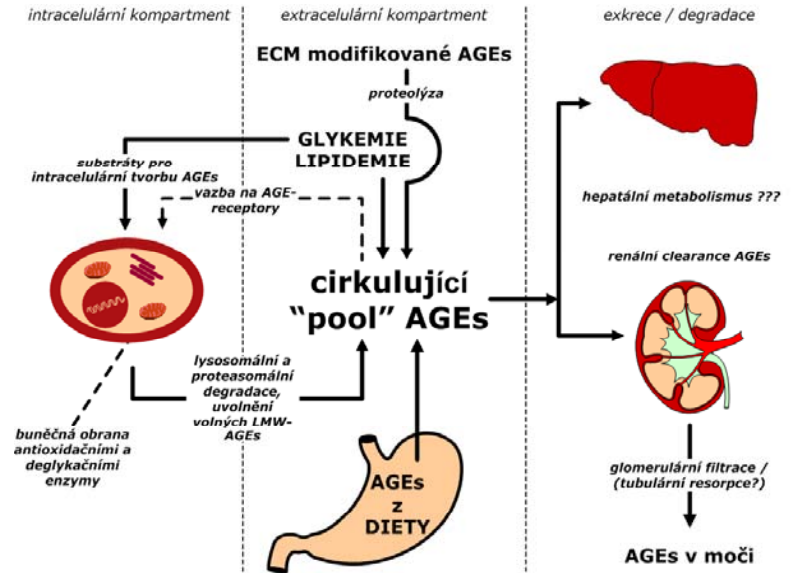 intracelulární kompartment
extracelulární kompartment
exkrece / degradace
ECM modifikované AGEs
proteolýza
GLYKEMIE
LIPIDEMIE
substráty pro
intracelulární tvorbu AGEs
vazba na AGE-
receptory
hepatální metabolismus ???
renální clearance AGEs
cirkulující
“pool” AGEs
lysosomální a
proteasomální
degradace,
uvolnění
volných LMW-
AGEs
buněčná obrana
antioxidačními a
deglykačními
enzymy
AGEs
z
DIETY
glomerulární filtrace /
(tubulární resorpce?)
AGEs v moči